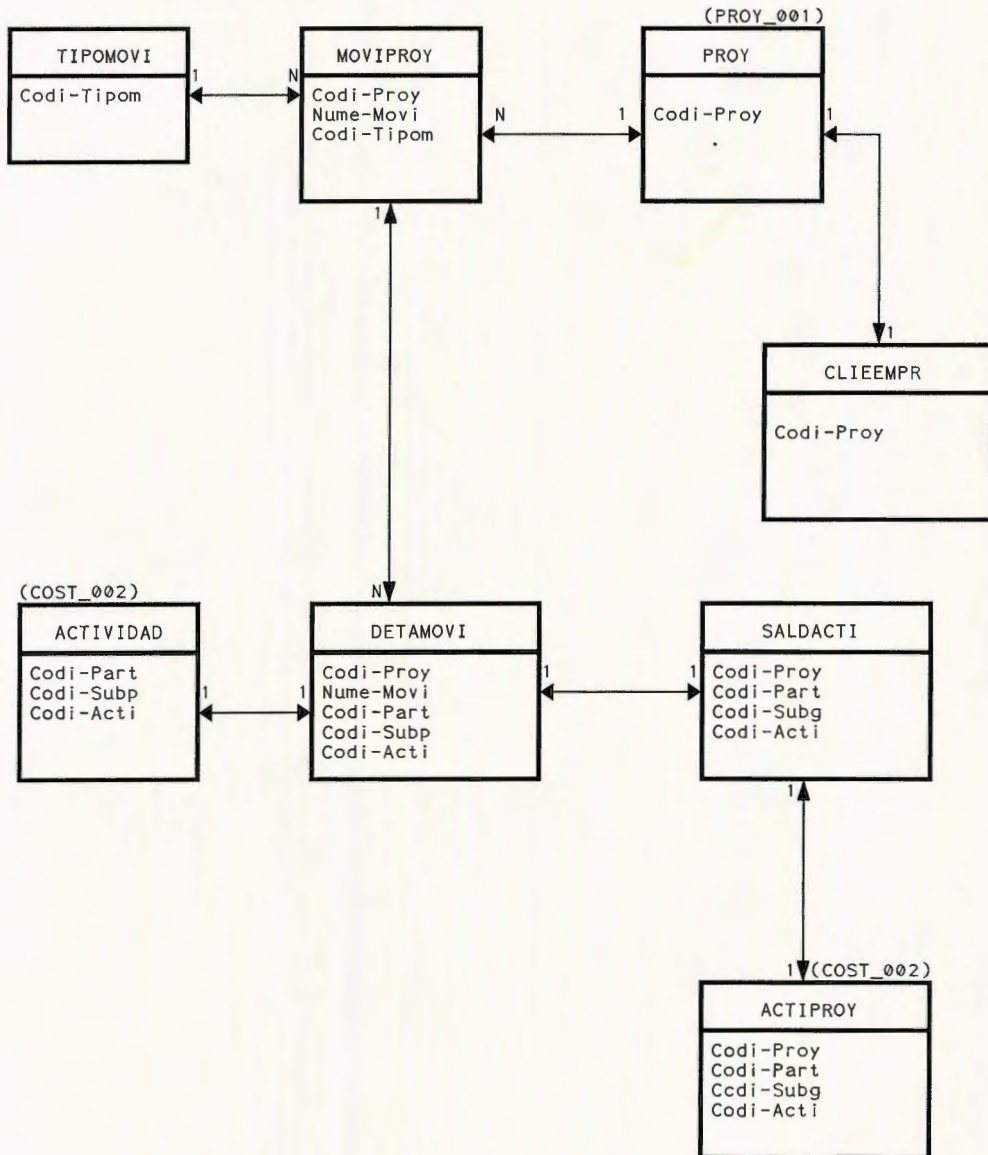 (PROY_001)
TIPOMOVI
Codi-Tipom
1
N
MOVIPROY
Codi-Proy
Nume-Movi
Codi-Tipom
N
1
PROY
Codi-Proy
1
1
1
CLIEEMPR
Codi-Proy
N
(COST_002)
ACTIVIDAD
Codi-Part
Codi-Subp
Codi-Acti
1
1
DETAMOVI
Codi-Proy
Nume-Movi
Codi-Part
Codi-Subp
Codi-Acti
1
1
SALDACTI
Codi-Proy
Codi-Part
Codi-Subg
Codi-Acti
1
1
(COST_002)
ACTIPROY
Codi-Proy
Codi-Part
Ccdi-Subg
Codi-Acti